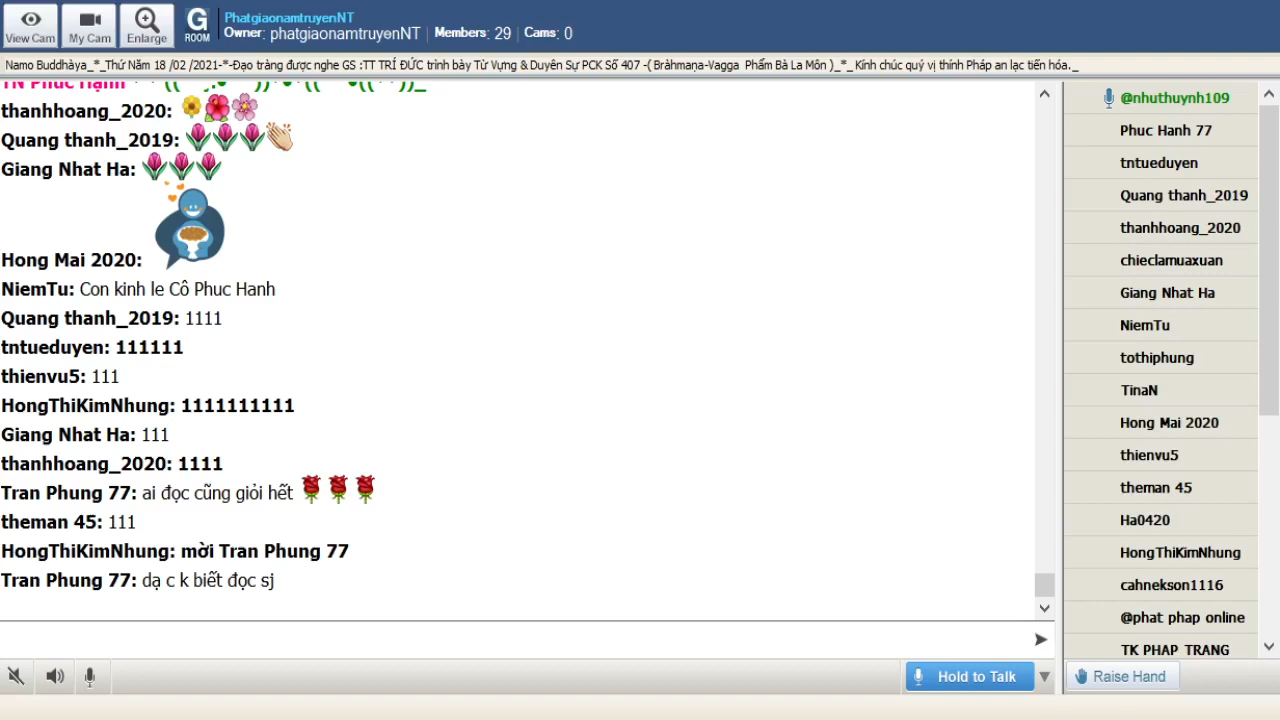 View Cam
My Cam
Enlarge
G
ROOM
PhatgiaonamtruyenNT
Owner: phatgiaonamtruyenNT | Members: 29 | Cams: 0
Namo Buddhàya_*_Thứ Năm 18 /02 /2021-*-Đạo tràng được nghe GS :TT TRÍ ĐỨC trình bày Từ Vựng & Duyên Sự PCK Số 407 -( Bràhmaṇa-Vagga Phẩm Bà La Môn )_*_ Kính chúc quý vị thính Pháp an lạc tiến hóa._
TN Phuc Hạnh
thanhhoang_2020:
Quang thanh_2019:
Giang Nhat Ha:
Hong Mai 2020:
NiemTu: Con kinh le Cô Phuc Hanh
Quang thanh_2019: 1111
tntueduyen: 111111
thienvu5: 111
HongThiKimNhung: 1111111111
Giang Nhat Ha: 111
thanhhoang_2020: 1111
Tran Phung 77: ai đọc cũng giỏi hết
theman 45: 111
HongThiKimNhung: mời Tran Phung 77
Tran Phung 77: dạ c k biết đọc sj
@nhuthuynh109
Phuc Hanh 77
tntueduyen
Quang thanh_2019
thanhhoang_2020
chieclamuaxuan
Giang Nhat Ha
NiemTu
tothiphung
TinaN
Hong Mai 2020
thienvu5
theman 45
Ha0420
HongThiKimNhung
cahnekson1116
@phat phap online
TK PHAP TRANG
Hold to Talk
Raise Hand